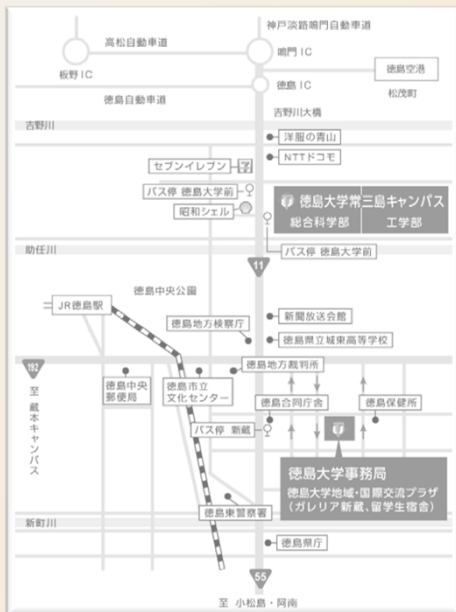 神戸淡路鳴門自動車道
高松自動車道
鳴門 IC
板野 IC
徳島空港
徳島 IC
松茂町
徳島自動車道
吉野川大橋
吉野川
洋服の青山
NTTドコモ
セブンイレブン
バス停 徳島大学前
昭和シェル
徳島大学常三島キャンパス
総合科学部
工学部
助任川
バス停 徳島大学前
11
徳島中央公園
JR徳島駅
新聞放送会館
徳島地方検察庁
徳島県立城東高等学校
192
徳島地方裁判所
至 蔵本キャンパス
徳島中央
郵便局
徳島市立
文化センター
徳島合同庁舎
徳島保健所
バス停 新蔵
徳島大学事務局
徳島大学地域・国際交流プラザ
(ガレリア新蔵、留学生宿舎)
徳島東警察署
新町川
徳島県庁
55
至 小松島・阿南